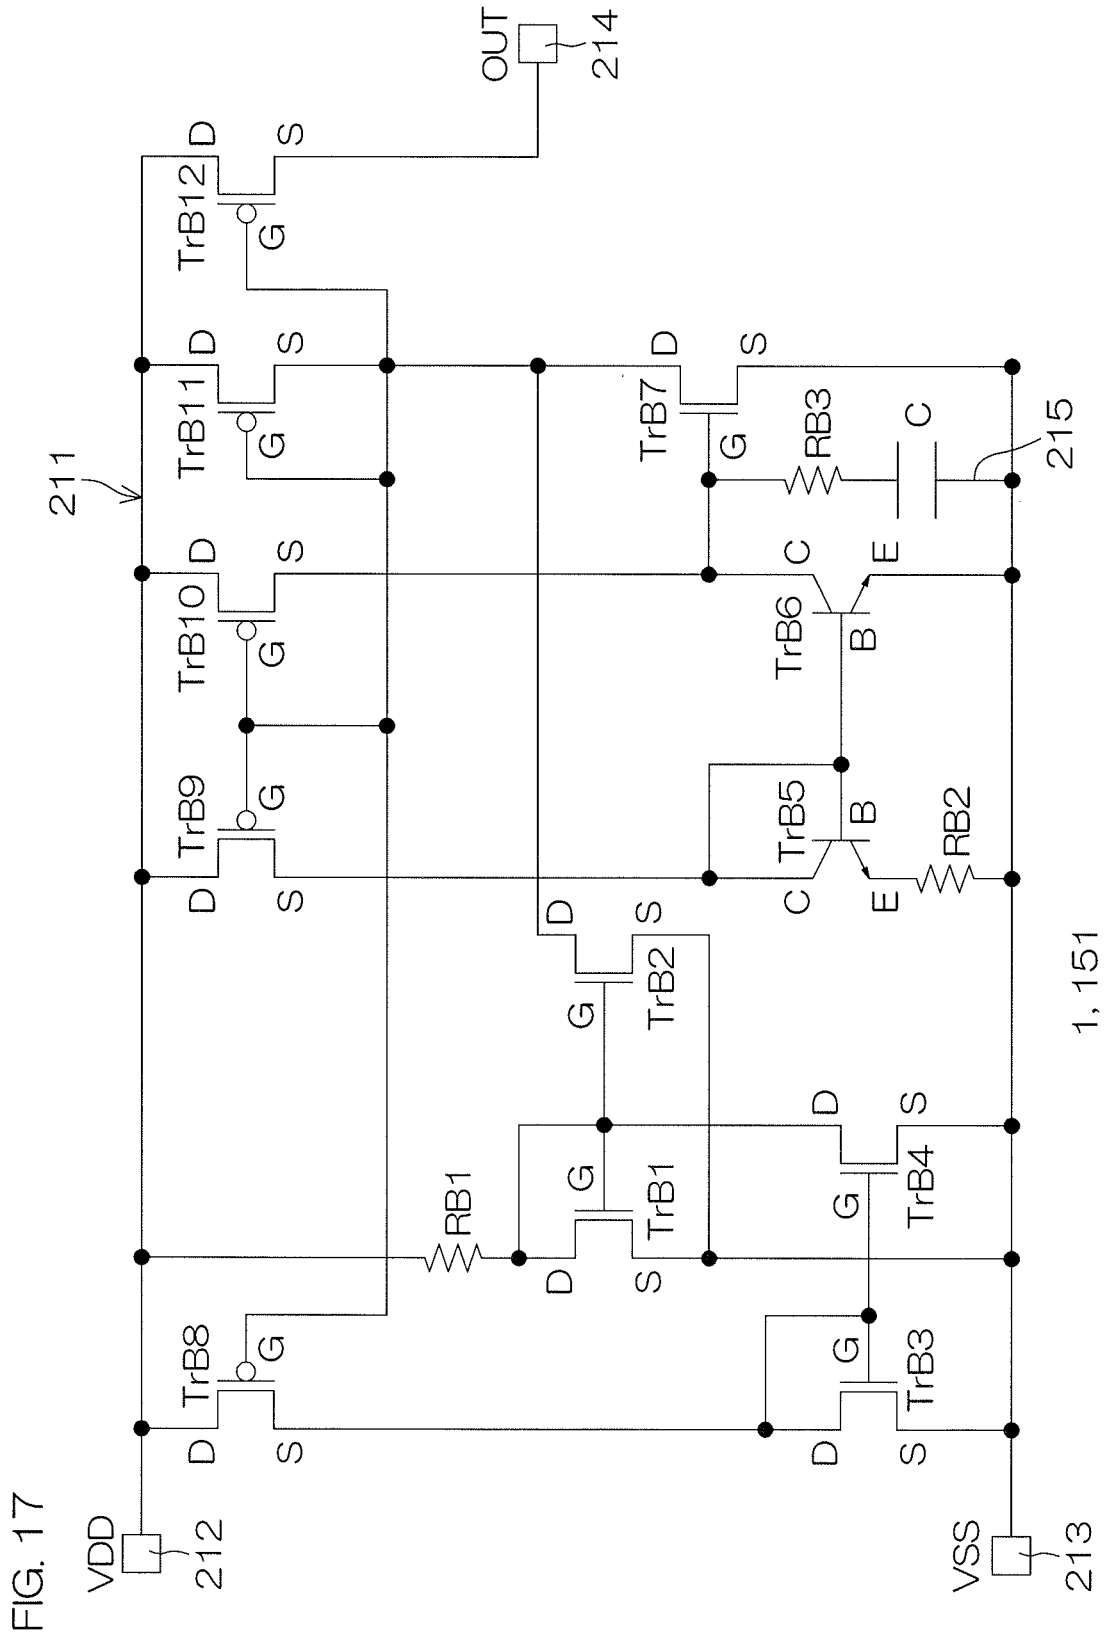 FIG. 17
VDD
212
211
D
TrB8
G
S
D
TrB9
G
S
D
TrB10
G
S
D
TrB11
G
S
D
TrB12
G
S
OUT
214
RB1
D
G
TrB1
S
G
D
TrB2
S
D
TrB7
G
S
RB3
C
215
C
TrB5
B
E
RB2
C
TrB6
B
E
D
G
TrB3
S
D
G
TrB4
S
VSS
213
1, 151